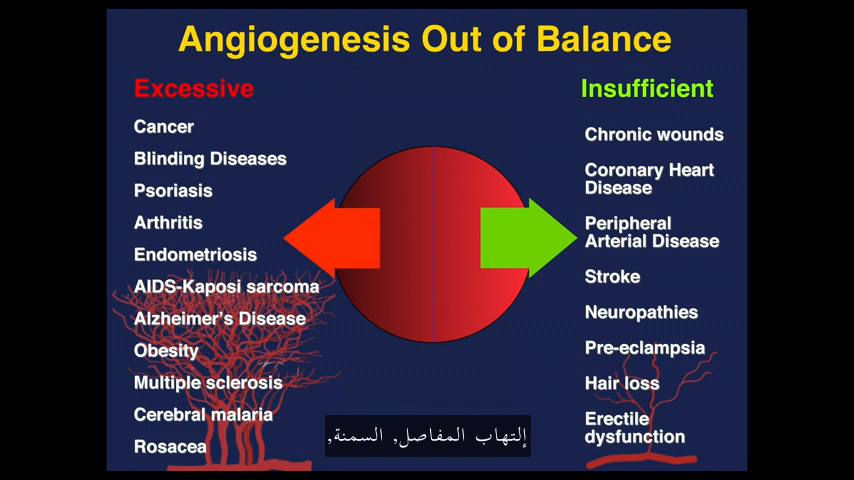 Angiogenesis Out of Balance
Excessive
Cancer
Blinding Diseases
Psoriasis
Arthritis
Endometriosis
AIDS-Kaposi sarcoma
Alzheimer's Disease
Obesity
Multiple sclerosis
Cerebral malaria
Rosacea
Insufficient
Chronic wounds
Coronary Heart
Disease
Peripheral
Arterial Disease
Stroke
Neuropathies
Pre-eclampsia
Hair loss
Erectile
dysfunction
إلتهاب المفاصل, السمنة,